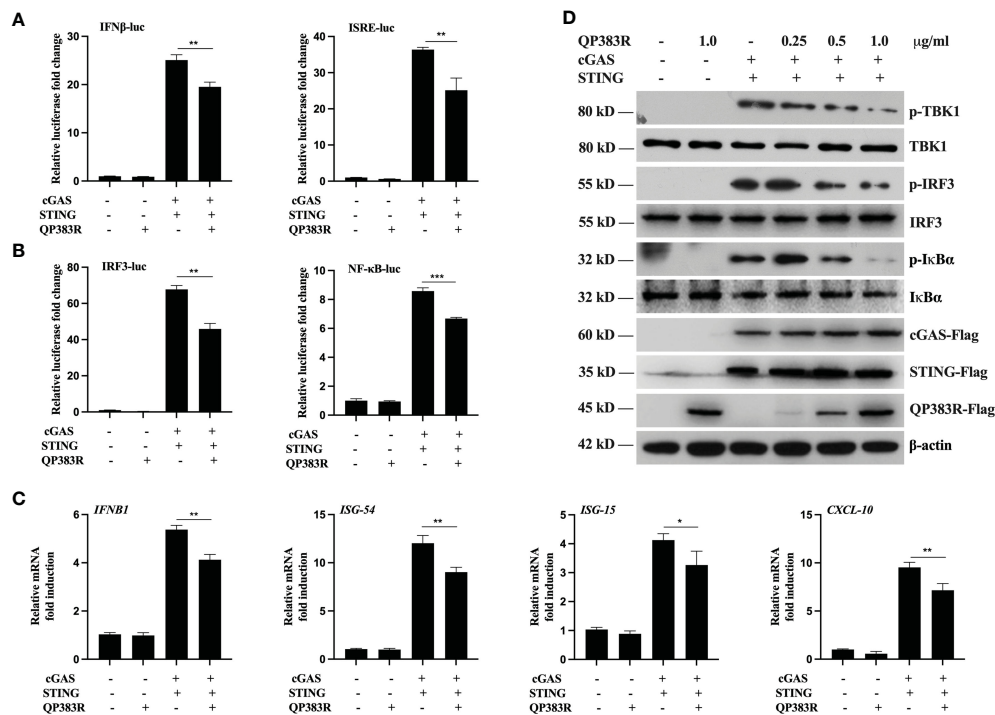 A
IFNβ-luc
Relative luciferase fold change
30
20
10
0
**
cGAS - - + +
STING - - + +
QP383R - + - +
ISRE-luc
Relative luciferase fold change
40
30
20
10
0
**
cGAS - - + +
STING - - + +
QP383R - + - +
B
IRF3-luc
Relative luciferase fold change
80
60
40
20
0
**
cGAS - - + +
STING - - + +
QP383R - + - +
NF-κB-luc
Relative luciferase fold change
10
8
6
4
2
0
***
cGAS - - + +
STING - - + +
QP383R - + - +
C
IFNB1
Relative mRNA
fold induction
6
4
2
0
**
cGAS - - + +
STING - - + +
QP383R - + - +
ISG-54
Relative mRNA
fold induction
15
10
5
0
**
cGAS - - + +
STING - - + +
QP383R - + - +
ISG-15
Relative mRNA
fold induction
5
4
3
2
1
0
*
cGAS - - + +
STING - - + +
QP383R - + - +
CXCL-10
Relative mRNA
fold induction
15
10
5
0
**
cGAS - - + +
STING - - + +
QP383R - + - +
D
QP383R - 1.0 - 0.25 0.5 1.0 μg/ml
cGAS - - + + + +
STING - - + + + +
80 kD p-TBK1
80 kD TBK1
55 kD p-IRF3
55 kD IRF3
32 kD p-IκBα
32 kD IκBα
60 kD cGAS-Flag
35 kD STING-Flag
45 kD QP383R-Flag
42 kD β-actin